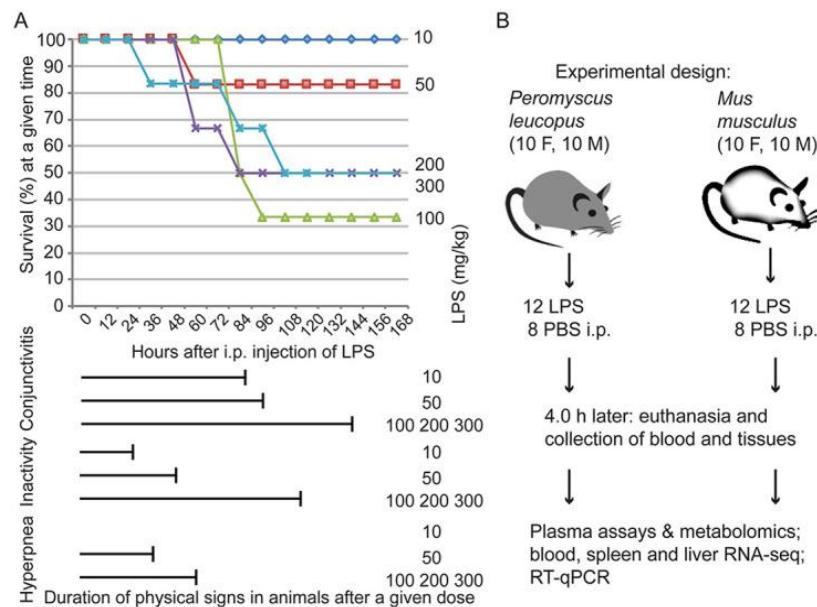 A
Survival (%) at a given time
100
90
80
70
60
50
40
30
20
10
0
0 12 24 36 48 60 72 84 96 108 120 132 144 156 168
Hours after i.p. injection of LPS
10
50
200
300
100
LPS (mg/kg)
Conjunctivitis
10
50
100 200 300
Inactivity
10
50
100 200 300
Hyperpnea
10
50
100 200 300
Duration of physical signs in animals after a given dose
B
Experimental design:
Peromyscus
leucopus
(10 F, 10 M)
Mus
musculus
(10 F, 10 M)
12 LPS
8 PBS i.p.
12 LPS
8 PBS i.p.
4.0 h later: euthanasia and
collection of blood and tissues
Plasma assays & metabolomics;
blood, spleen and liver RNA-seq;
RT-qPCR